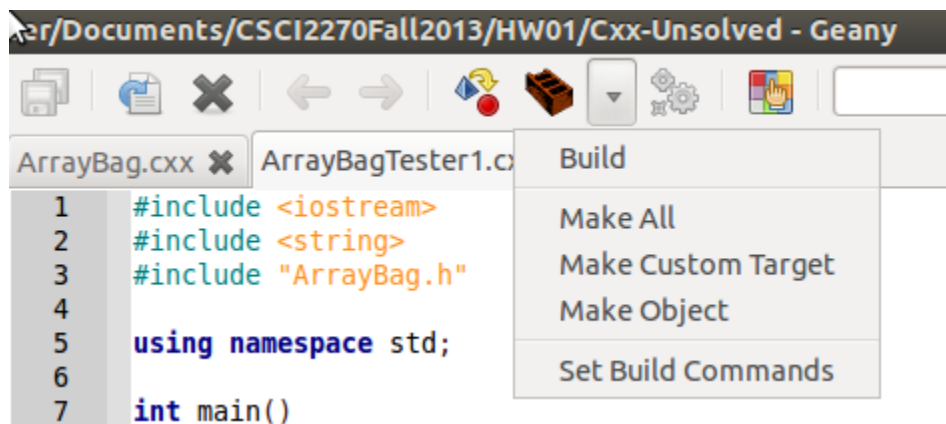 er/Documents/CSCI2270Fall2013/HW01/Cxx-Unsolved - Geany
ArrayBag.cxx
ArrayBagTester1.cx
Build
Make All
Make Custom Target
Make Object
Set Build Commands
1 #include <iostream>
2 #include <string>
3 #include "ArrayBag.h"
4
5 using namespace std;
6
7 int main()